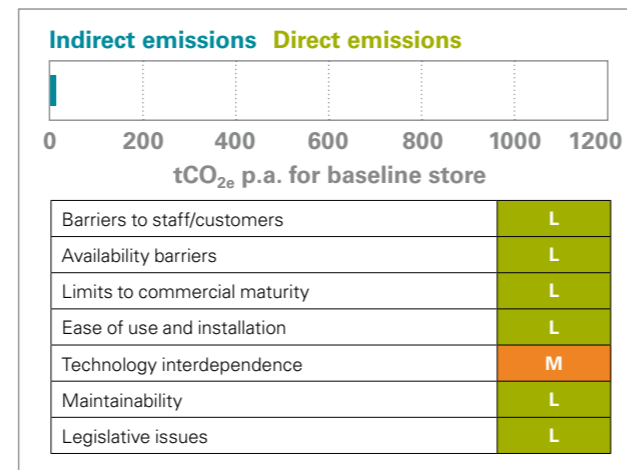 Indirect emissions Direct emissions
0 200 400 600 800 1000 1200
tCO2e p.a. for baseline store
Barriers to staff/customers L
Availability barriers L
Limits to commercial maturity L
Ease of use and installation L
Technology interdependence M
Maintainability L
Legislative issues L